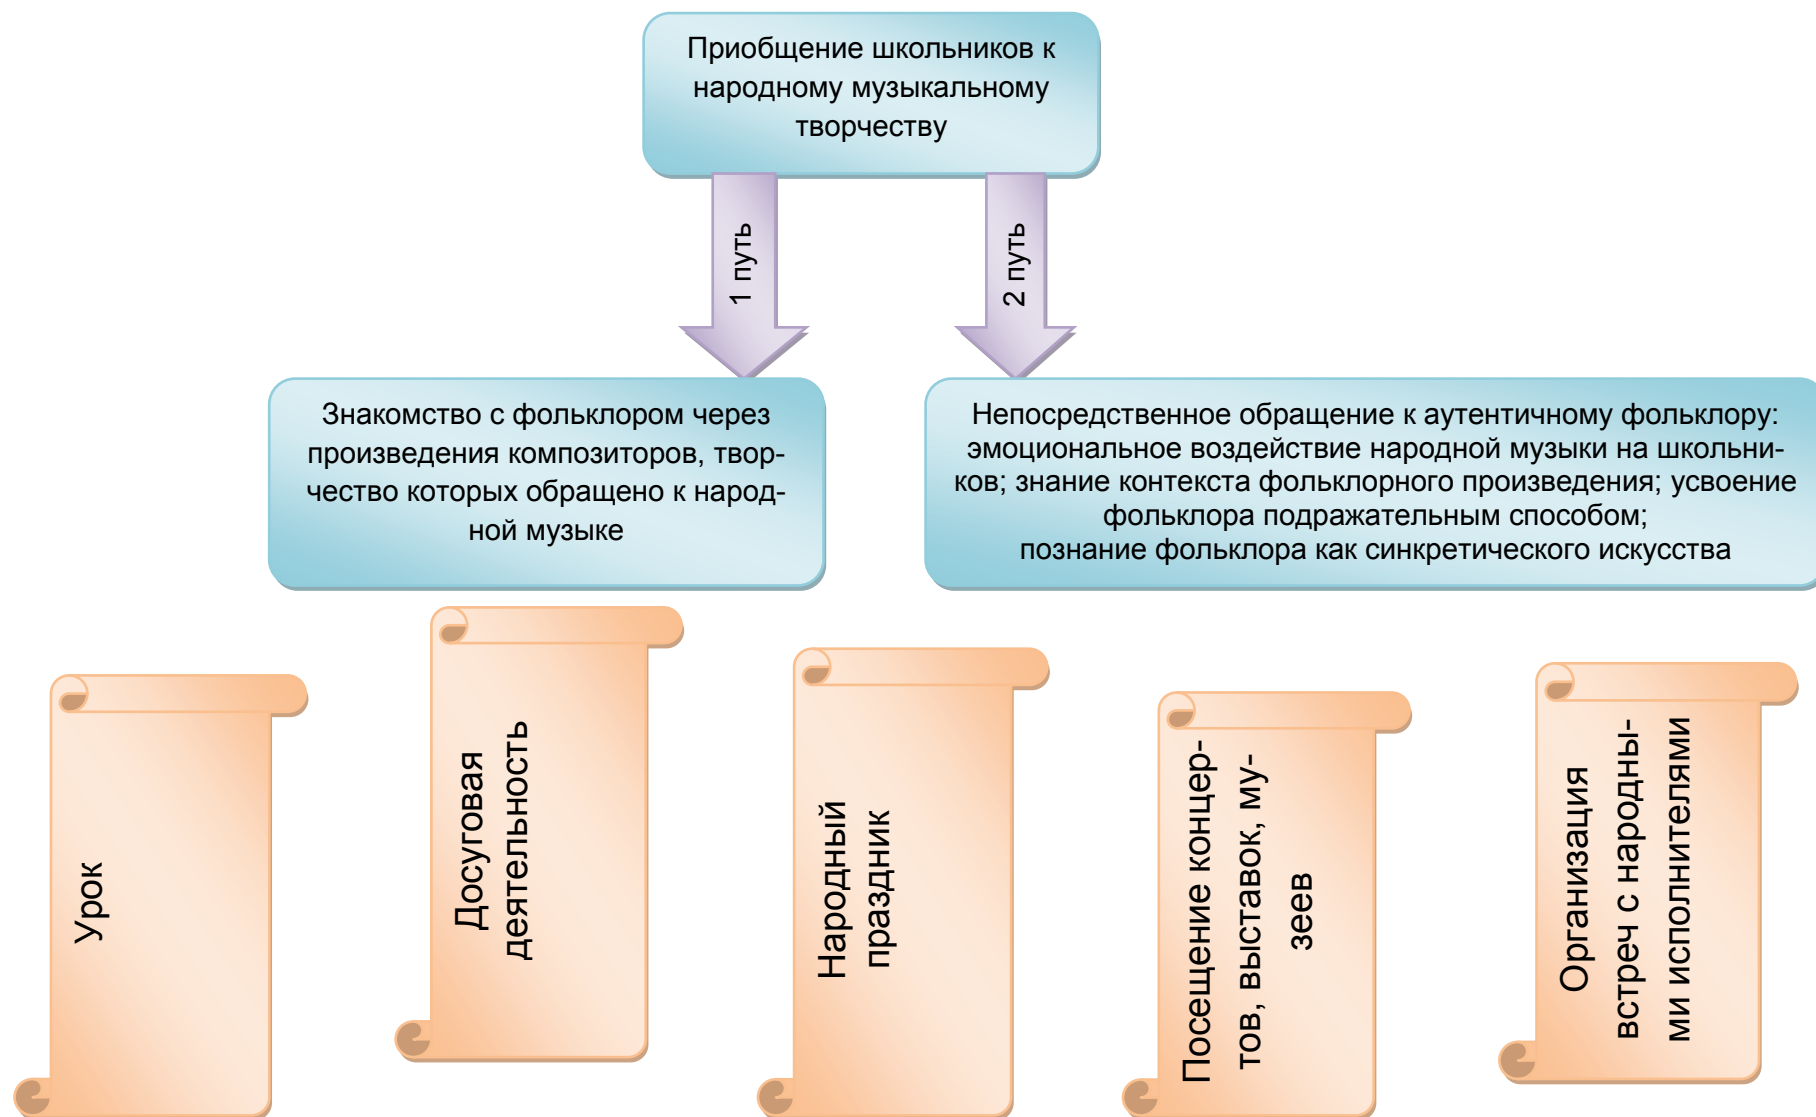 Приобщение школьников к
народному музыкальному
творчеству
1 путь
2 путь
Знакомство с фольклором через
произведения композиторов, твор-
чество которых обращено к народ-
ной музыке
Непосредственное обращение к аутентичному фольклору:
эмоциональное воздействие народной музыки на школьни-
ков; знание контекста фольклорного произведения; усвоение
фольклора подражательным способом;
познание фольклора как синкретического искусства
Урок
Досуговая
деятельность
Народный
праздник
Посещение концер-
тов, выставок, му-
зеев
Организация
встреч с народны-
ми исполнителями